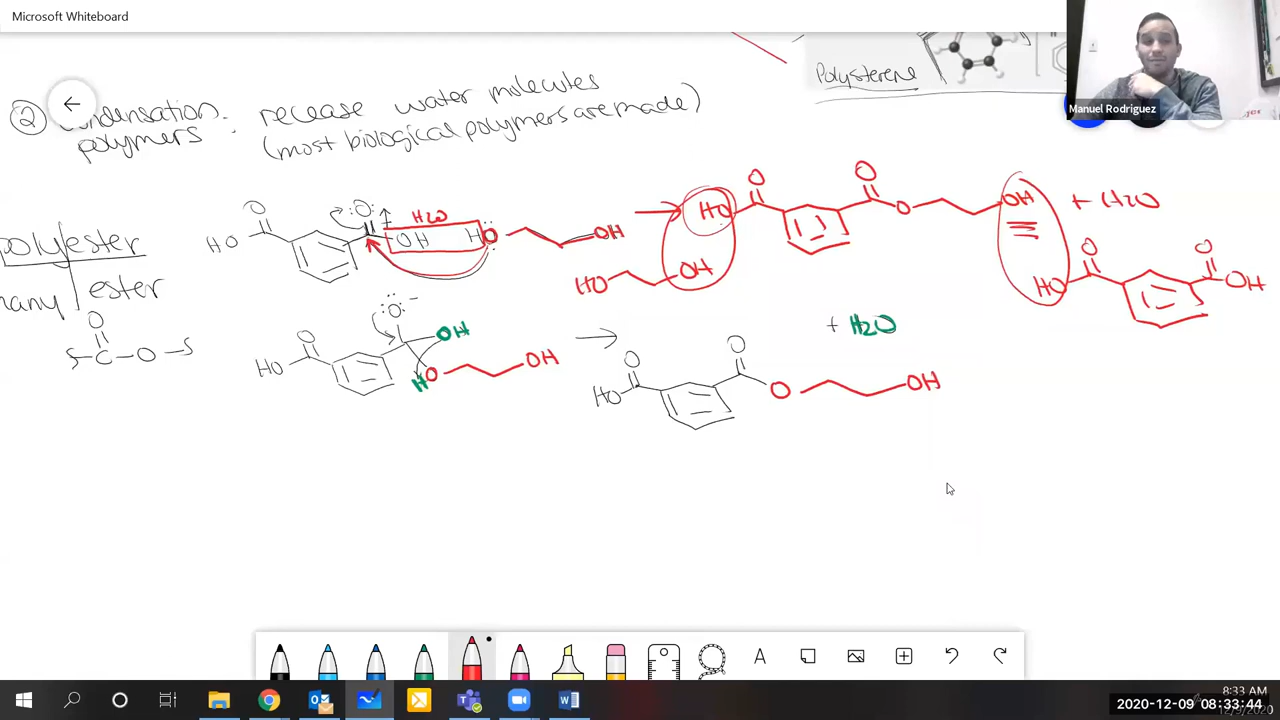 Microsoft Whiteboard
Polysterene
Manuel Rodriguez
② Condensation: release water molecules
polymers (most biological polymers are made)
polyester
many / ester
O
C O
O
HO
O
OH
H2O
HO
OH
HO
O
O
O
OH
+ H2O
HO
OH
HO
O
O
OH
HO
O
O
OH
H
O
OH
+ H2O
HO
O
O
O
OH
A
8:33 AM
2020-12-09 08:33:44